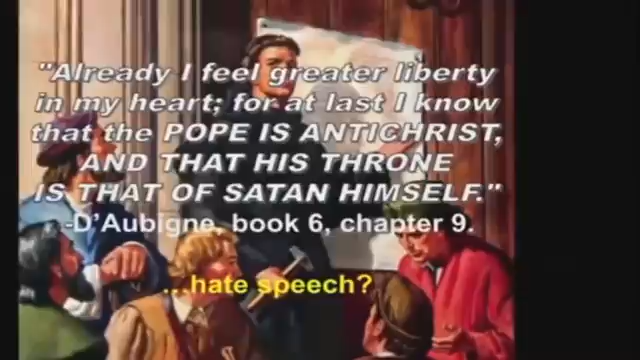 "Already I feel greater liberty
in my heart; for at last I know
that the POPE IS ANTICHRIST,
AND THAT HIS THRONE
IS THAT OF SATAN HIMSELF."
-D'Aubigne, book 6, chapter 9.
...hate speech?